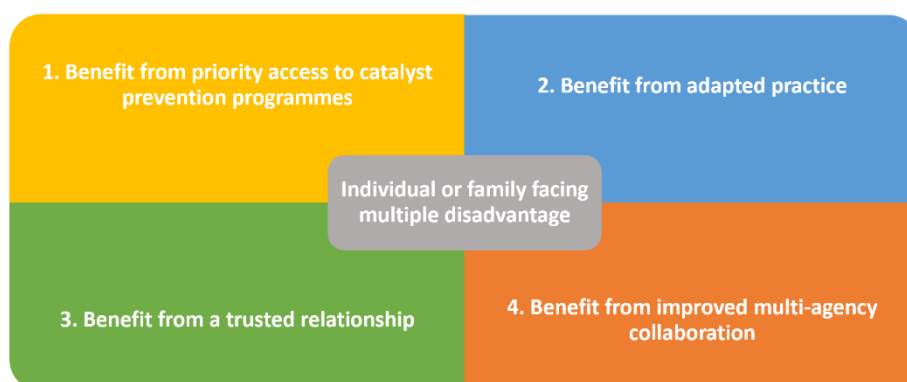 1. Benefit from priority access to catalyst
prevention programmes
2. Benefit from adapted practice
Individual or family facing
multiple disadvantage
3. Benefit from a trusted relationship
4. Benefit from improved multi-agency
collaboration